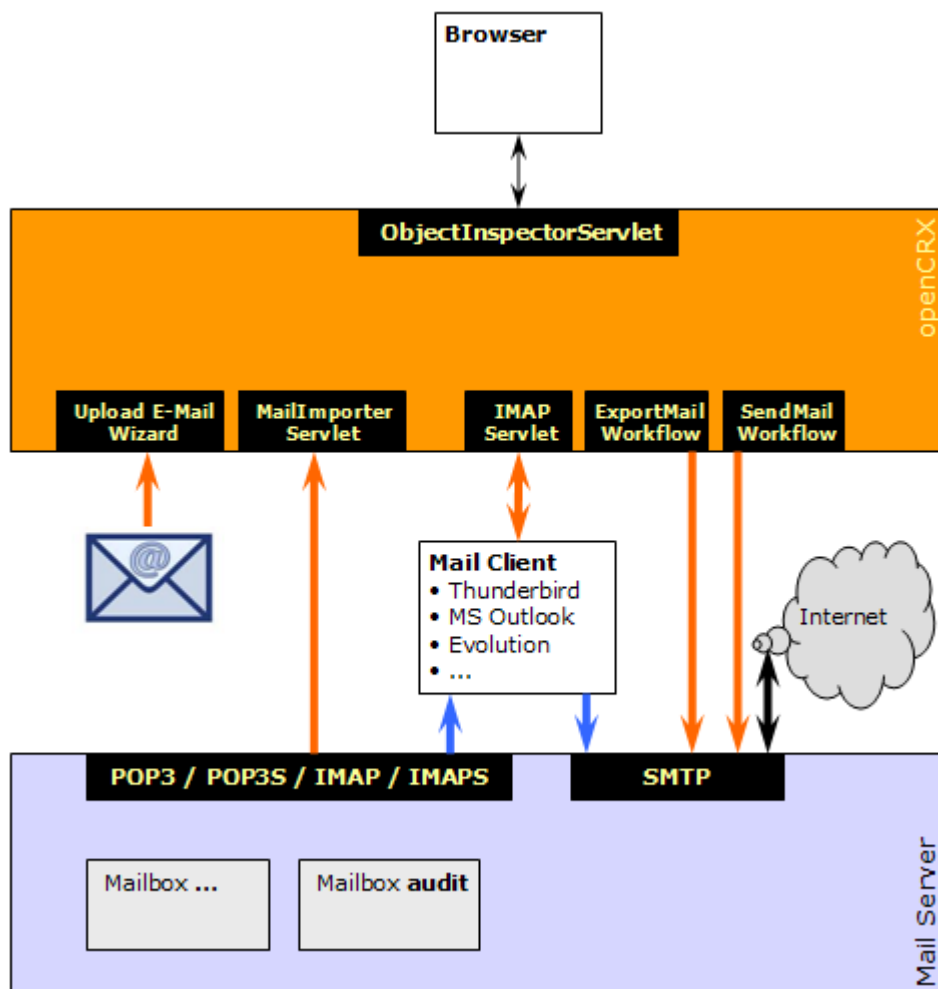 Browser
ObjectInspectorServlet
openCRX
Upload E-Mail
Wizard
MailImporter
Servlet
IMAP
Servlet
ExportMail
Workflow
SendMail
Workflow
@
Mail Client
• Thunderbird
• MS Outlook
• Evolution
• ...
Internet
POP3 / POP3S / IMAP / IMAPS
SMTP
Mailbox ...
Mailbox audit
Mail Server